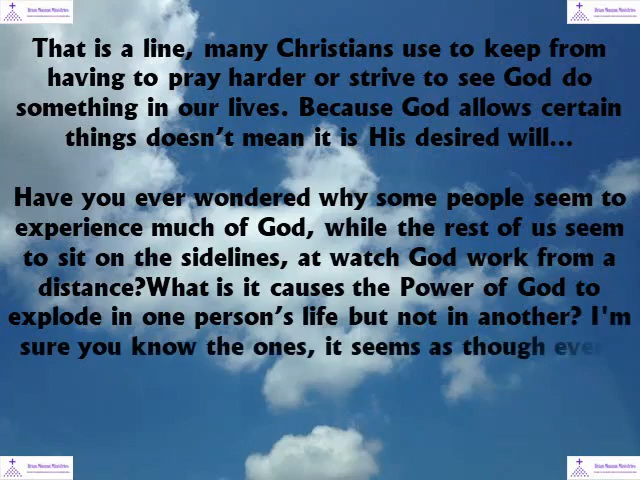 That is a line, many Christians use to keep from
having to pray harder or strive to see God do
something in our lives. Because God allows certain
things doesn't mean it is His desired will...
Have you ever wondered why some people seem to
experience much of God, while the rest of us seem
to sit on the sidelines, at watch God work from a
distance?What is it causes the Power of God to
explode in one person's life but not in another? I'm
sure you know the ones, it seems as though